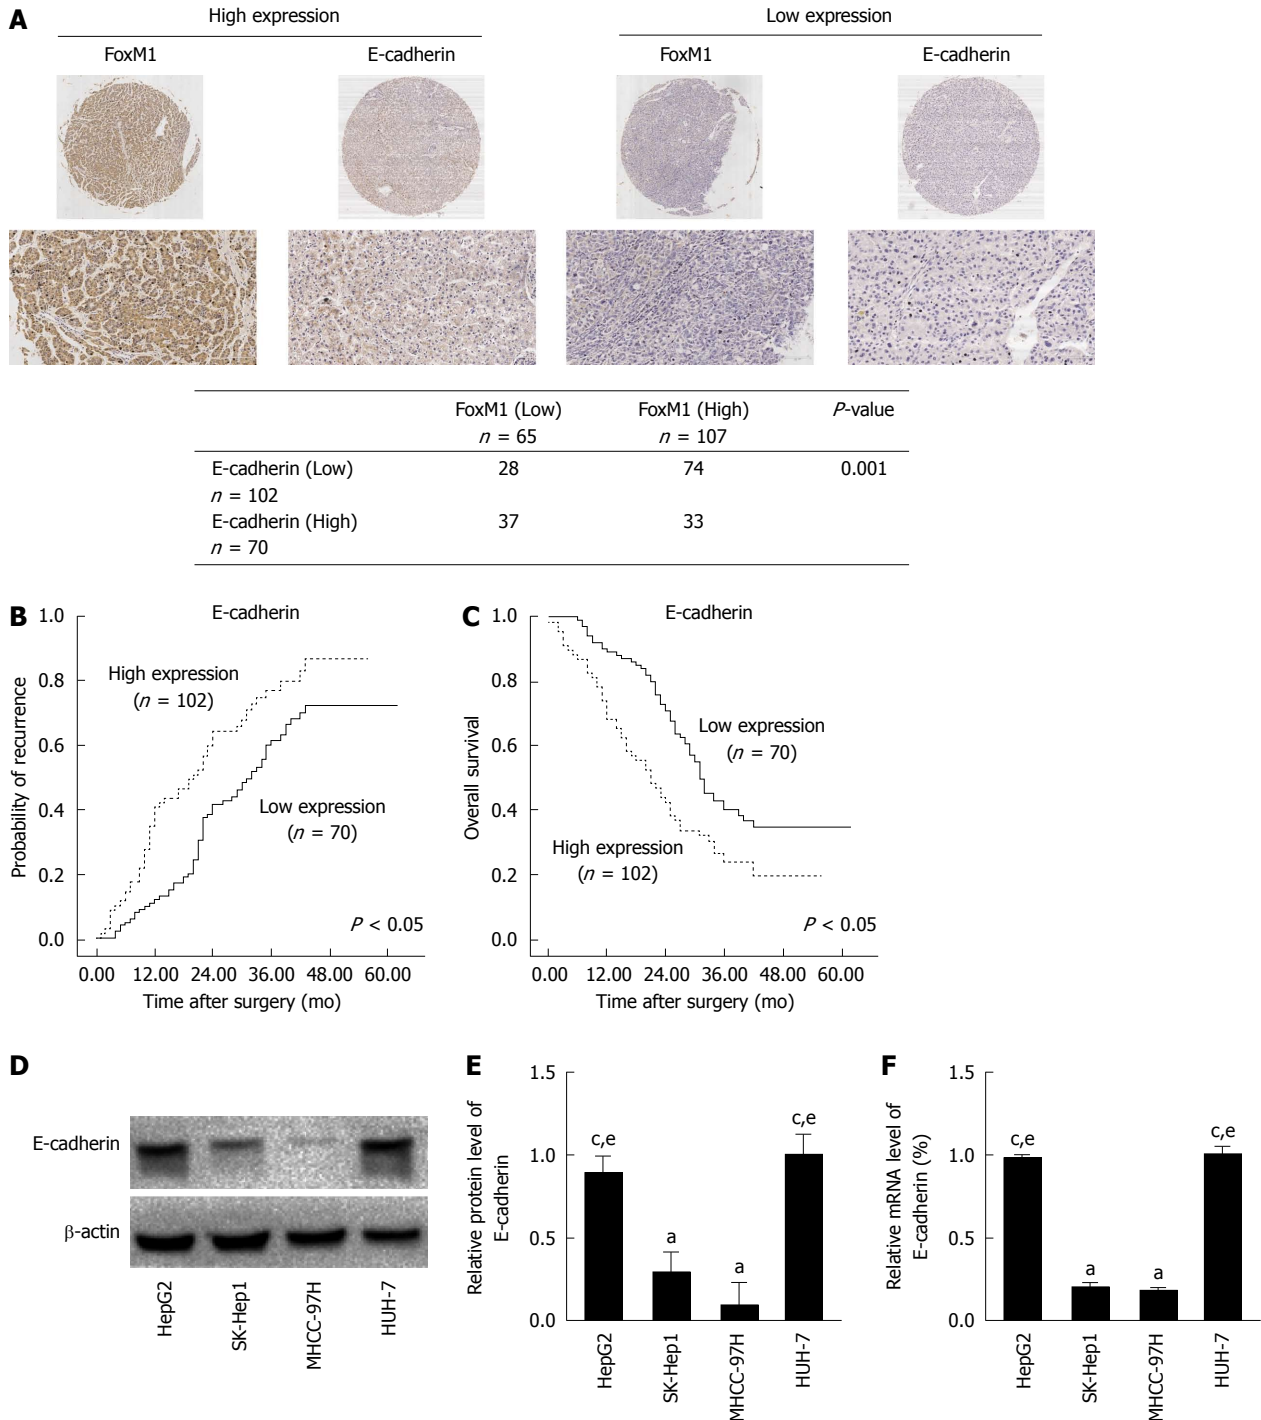 A
High expression
Low expression
FoxM1
E-cadherin
FoxM1
E-cadherin
FoxM1 (Low)
FoxM1 (High)
P-value
n = 65
n = 107
E-cadherin (Low)
28
74
0.001
n = 102
E-cadherin (High)
37
33
n = 70
B
E-cadherin
1.0
0.8
0.6
0.4
0.2
0.0
Probability of recurrence
High expression
(n = 102)
Low expression
(n = 70)
P < 0.05
0.00
12.00
24.00
36.00
48.00
60.00
Time after surgery (mo)
C
E-cadherin
1.0
0.8
0.6
0.4
0.2
0.0
Overall survival
Low expression
(n = 70)
High expression
(n = 102)
P < 0.05
0.00
12.00
24.00
36.00
48.00
60.00
Time after surgery (mo)
D
E-cadherin
β-actin
HepG2
SK-Hep1
MHCC-97H
HUH-7
E
Relative protein level of
E-cadherin
1.5
1.0
0.5
0.0
c,e
a
a
c,e
HepG2
SK-Hep1
MHCC-97H
HUH-7
F
Relative mRNA level of
E-cadherin (%)
1.5
1.0
0.5
0.0
c,e
a
a
c,e
HepG2
SK-Hep1
MHCC-97H
HUH-7